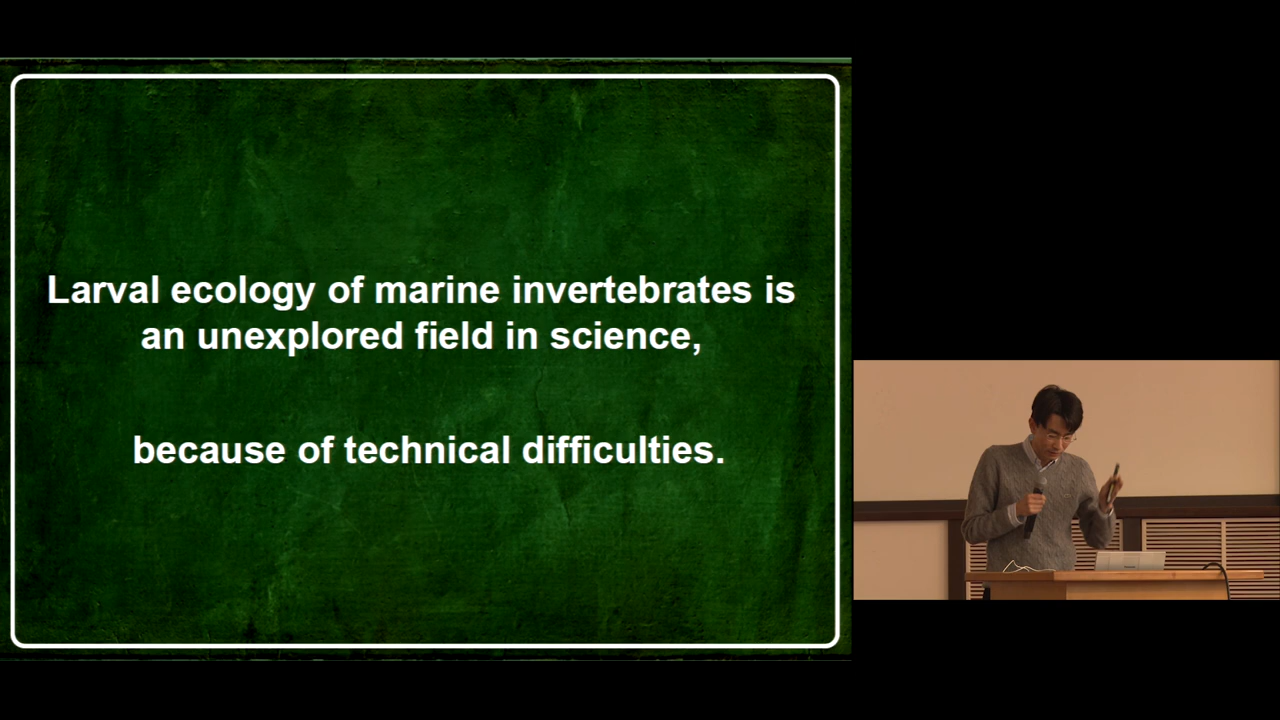 Larval ecology of marine invertebrates is
an unexplored field in science,
because of technical difficulties.